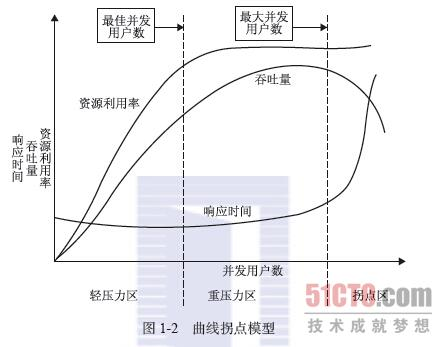 最佳并发
用户数
最大并发
用户数
资源利用率
吞吐量
响应时间
资源利用率
吞吐量
响应时间
并发用户数
轻压力区
重压力区
拐点区
图 1-2 曲线拐点模型
51CTO.com
技术成就梦想